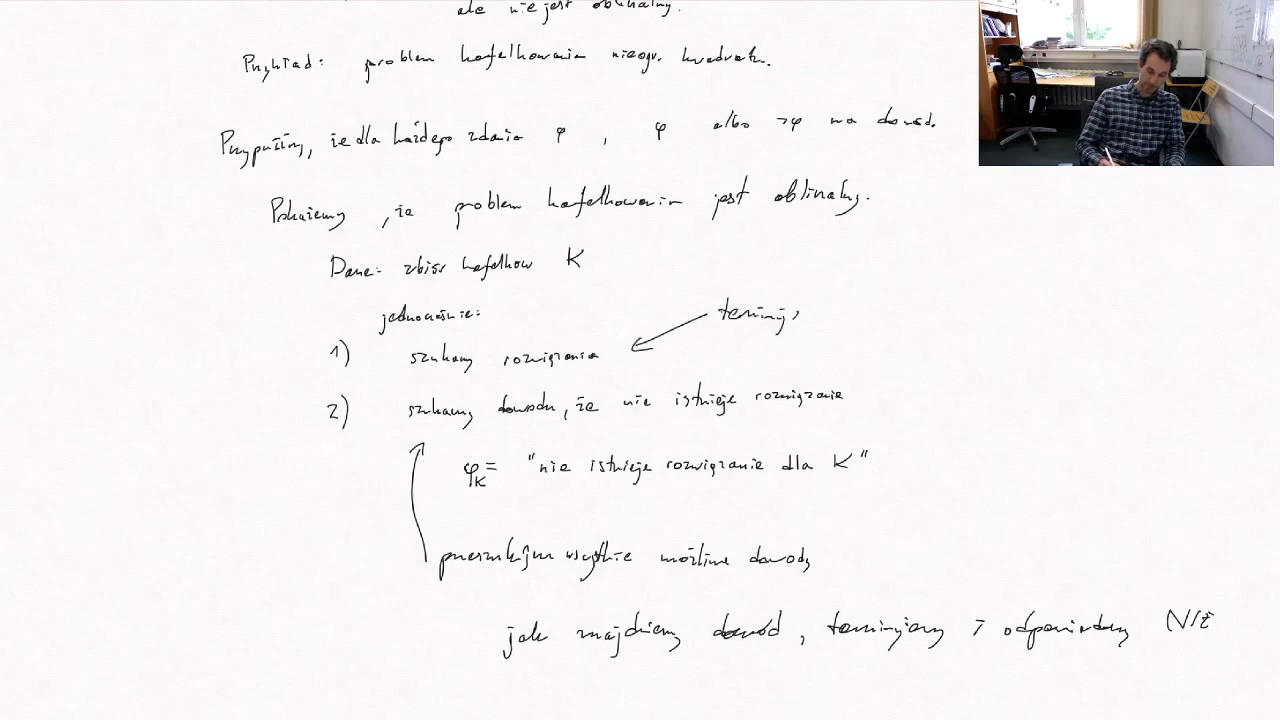 ale nie jest obliczalny.
Przykład: problem kafelkowania nieogr. kwadratu.
Przypuśćmy, że dla każdego zdania φ, φ albo ¬φ ma dowód.
Pokażemy, że problem kafelkowania jest obliczalny.
Dane: zbiór kafelków K
jednocześnie:
1) szukamy rozwiązania
2) szukamy dowodu, że nie istnieje rozwiązanie
φK = "nie istnieje rozwiązanie dla K"
przeszukujemy wszystkie możliwe dowody
jak znajdziemy dowód, terminujemy i odpowiadamy NIE